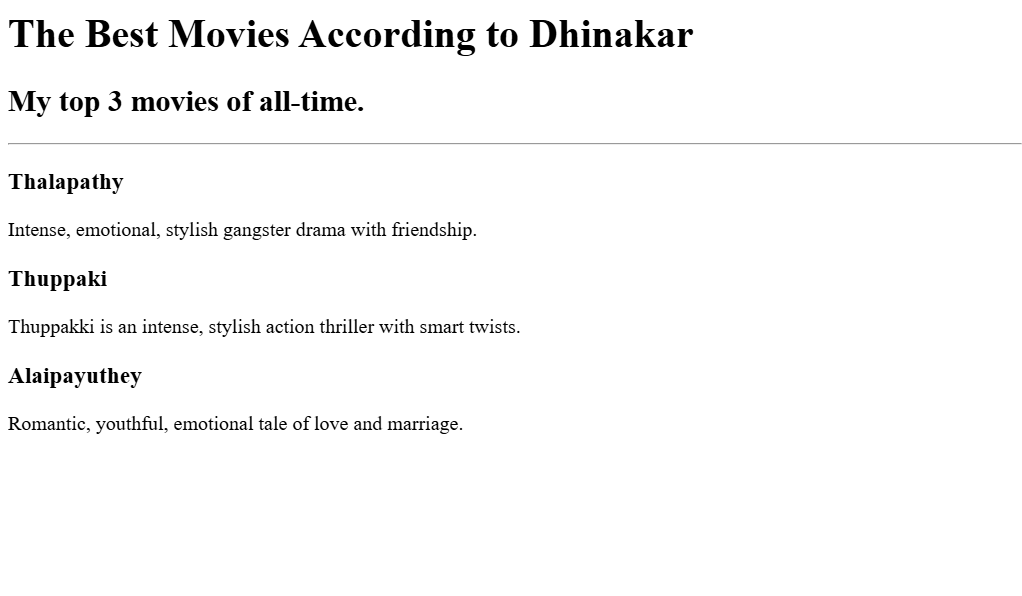 The Best Movies According to Dhinakar
My top 3 movies of all-time.
Thalapathy
Intense, emotional, stylish gangster drama with friendship.
Thuppaki
Thuppakki is an intense, stylish action thriller with smart twists.
Alaipayuthey
Romantic, youthful, emotional tale of love and marriage.